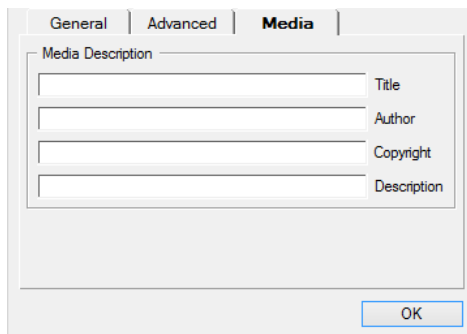 General Advanced Media
Media Description
Title
Author
Copyright
Description
OK